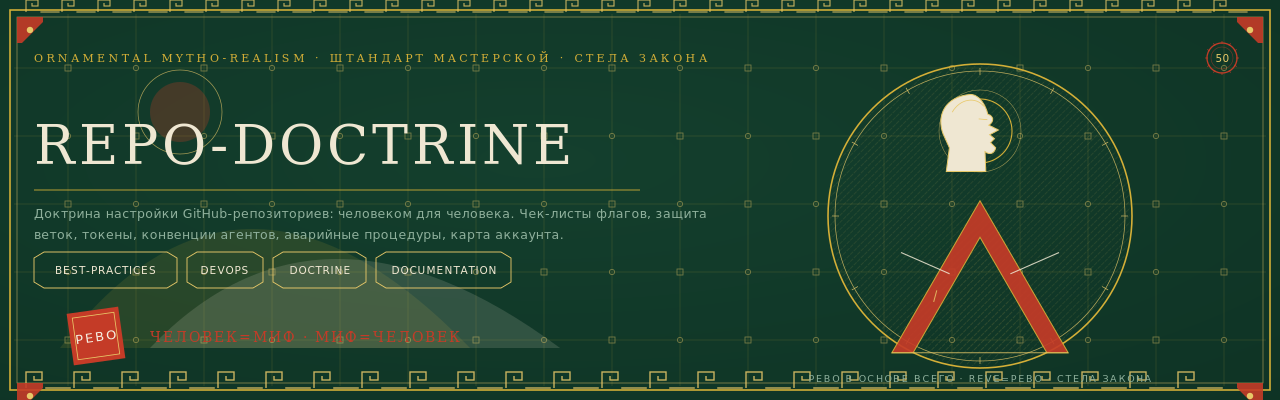 ORNAMENTAL MYTHO-REALISM · ШТАНДАРТ МАСТЕРСКОЙ · СТЕЛА ЗАКОНА
50
REPO-DOCTRINE
Доктрина настройки GitHub-репозиториев: человеком для человека. Чек-листы флагов, защита
веток, токены, конвенции агентов, аварийные процедуры, карта аккаунта.
BEST-PRACTICES DEVOPS DOCTRINE DOCUMENTATION
РЕВО
ЧЕЛОВЕК=МИФ · МИФ=ЧЕЛОВЕК
РЕВО В ОСНОВЕ ВСЕГО · REVE=РЕВО · СТЕЛА ЗАКОНА